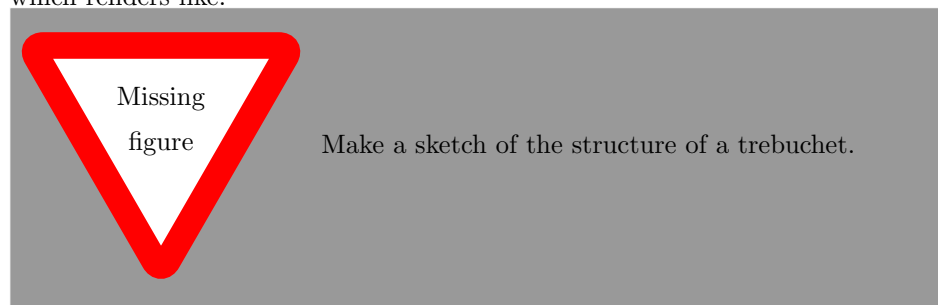 which renders like:
Missing
figure
Make a sketch of the structure of a trebuchet.